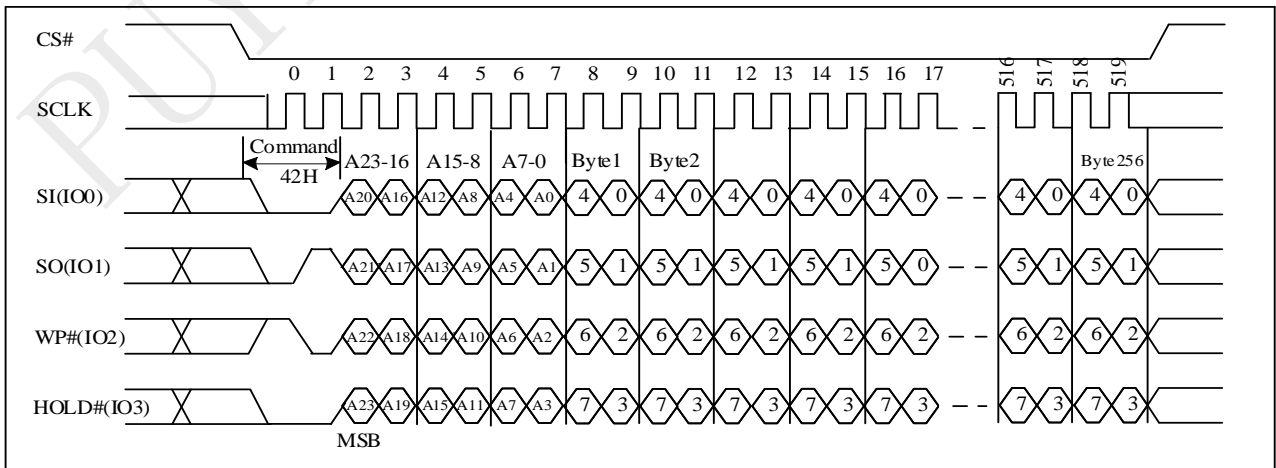 PUY
CS#
0 1 2 3 4 5 6 7 8 9 10 11 12 13 14 15 16 17 516 517 518 519
SCLK
Command
42H
A23-16 A15-8 A7-0 Byte1 Byte2 Byte256
SI(IO0) A20 A16 A12 A8 A4 A0 4 0 4 0 4 0 4 0 4 0 4 0 4 0
SO(IO1) A21 A17 A13 A9 A5 A1 5 1 5 1 5 1 5 1 5 0 5 1 5 1
WP#(IO2) A22 A18 A14 A10 A6 A2 6 2 6 2 6 2 6 2 6 2 6 2 6 2
HOLD#(IO3) A23 A19 A15 A11 A7 A3 7 3 7 3 7 3 7 3 7 3 7 3 7 3
MSB